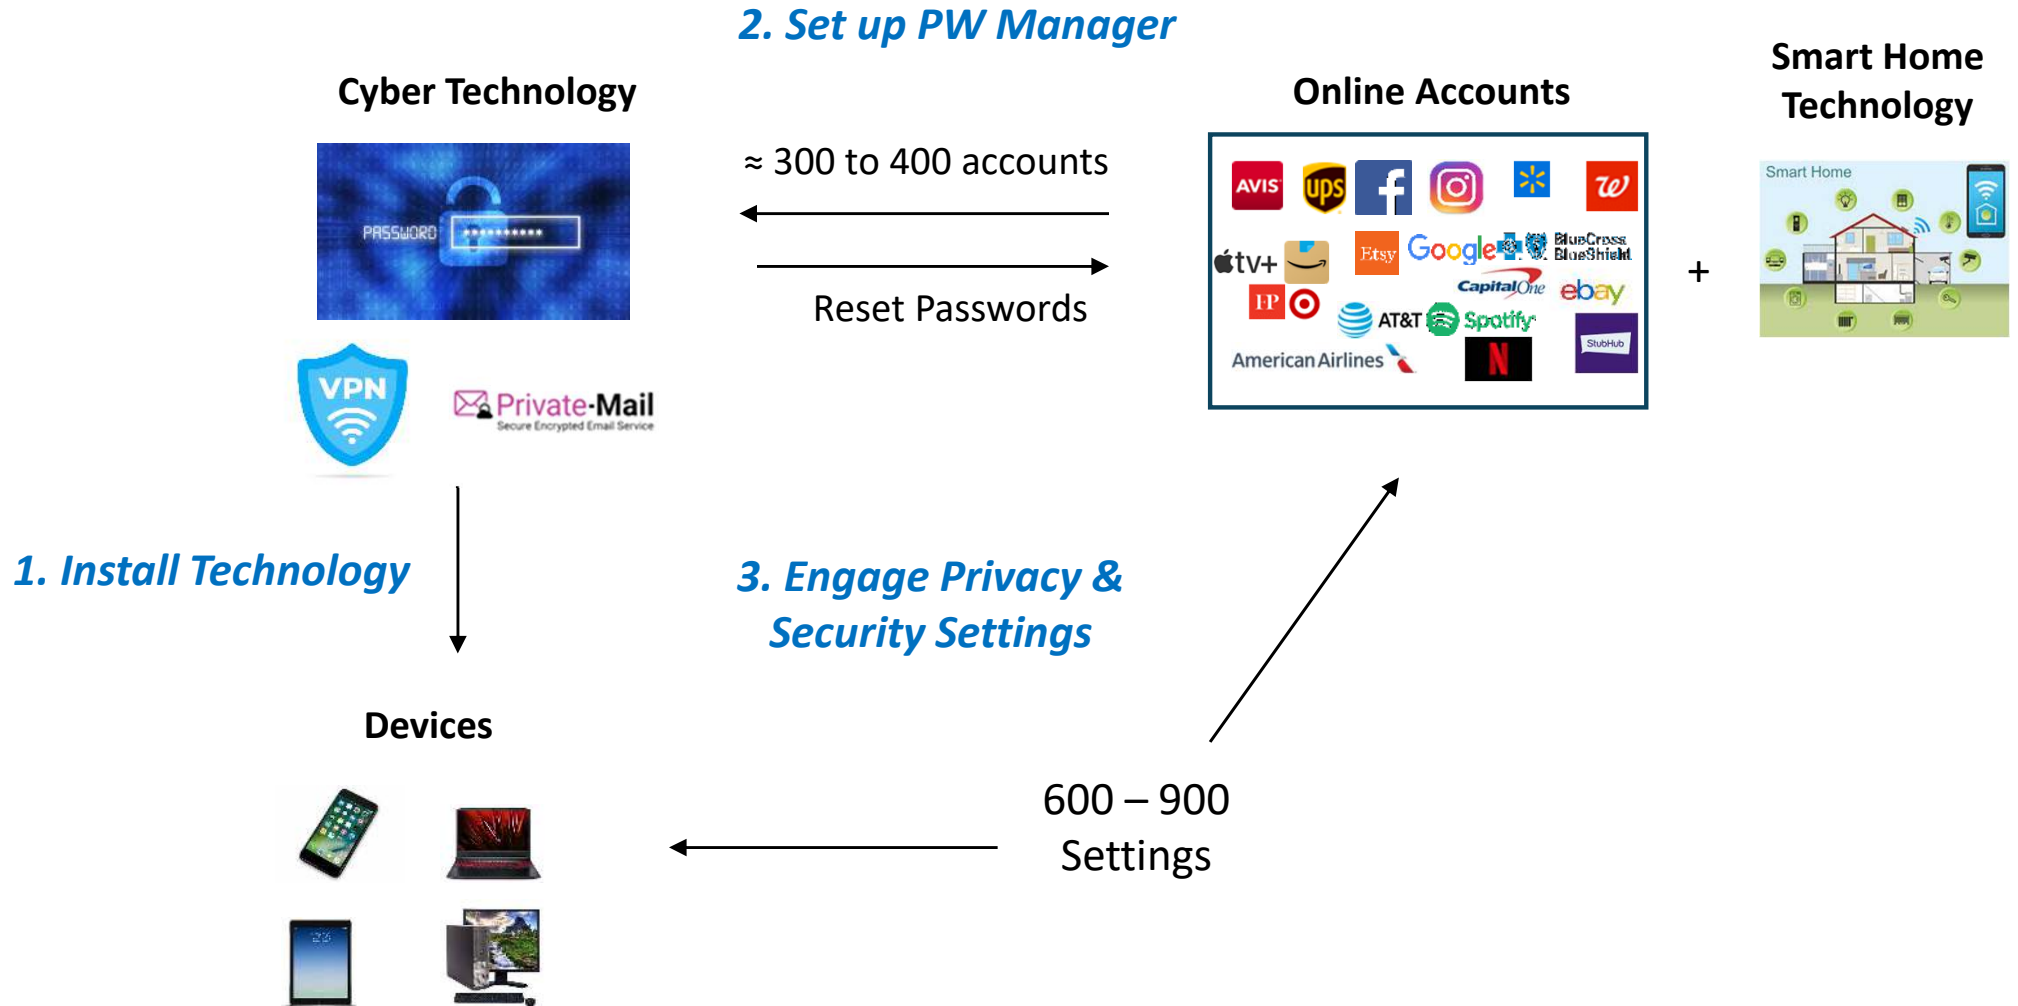 2. Set up PW Manager
Cyber Technology
Online Accounts
Smart Home
Technology
≈ 300 to 400 accounts
Reset Passwords
PASSWORD
**********
VPN
Private-Mail
Secure Encrypted Email Service
AVIS
ups
f
W
tv+
Etsy
Google
BlueCross
BlueShield
CapitalOne
ebay
FP
AT&T
Spotify
StubHub
American Airlines
N
+
Smart Home
1. Install Technology
3. Engage Privacy &
Security Settings
Devices
600 – 900
Settings